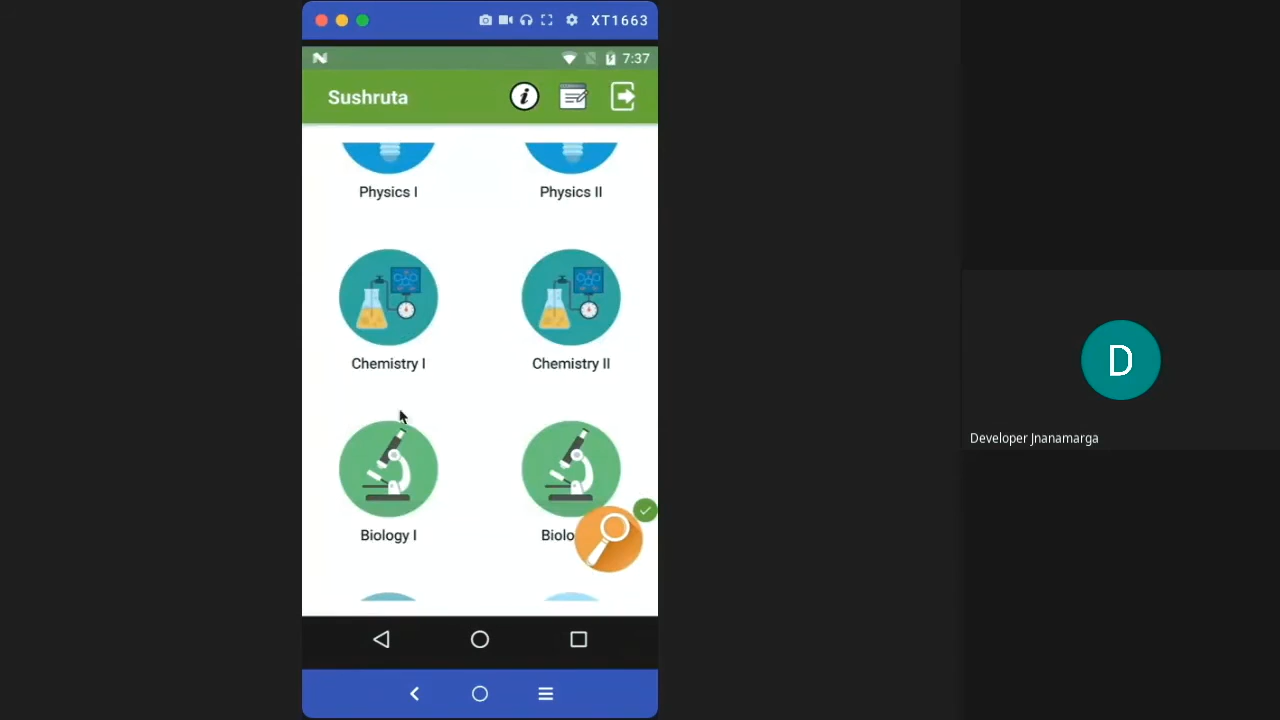 XT1663
7:37
Sushruta
Physics I
Physics II
Chemistry I
Chemistry II
D
Developer Jnanamarga
Biology I
Biolo